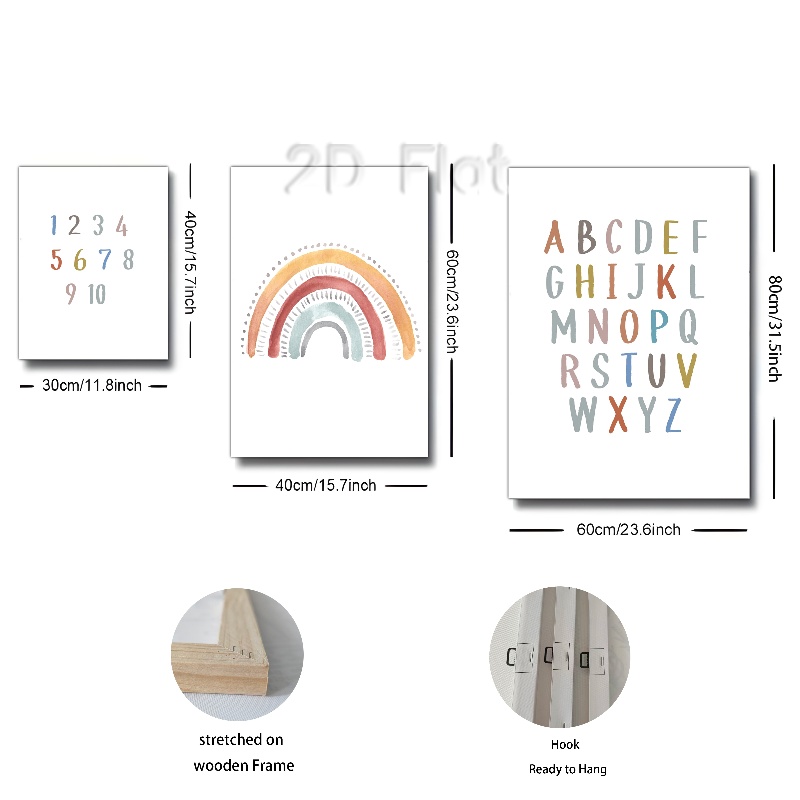 2D Flat
1 2 3 4
5 6 7 8
9 10
40cm/15.7inch
30cm/11.8inch
60cm/23.6inch
40cm/15.7inch
A B C D E F
G H I J K L
M N O P Q
R S T U V
W X Y Z
80cm/31.5inch
60cm/23.6inch
stretched on
wooden Frame
Hook
Ready to Hang